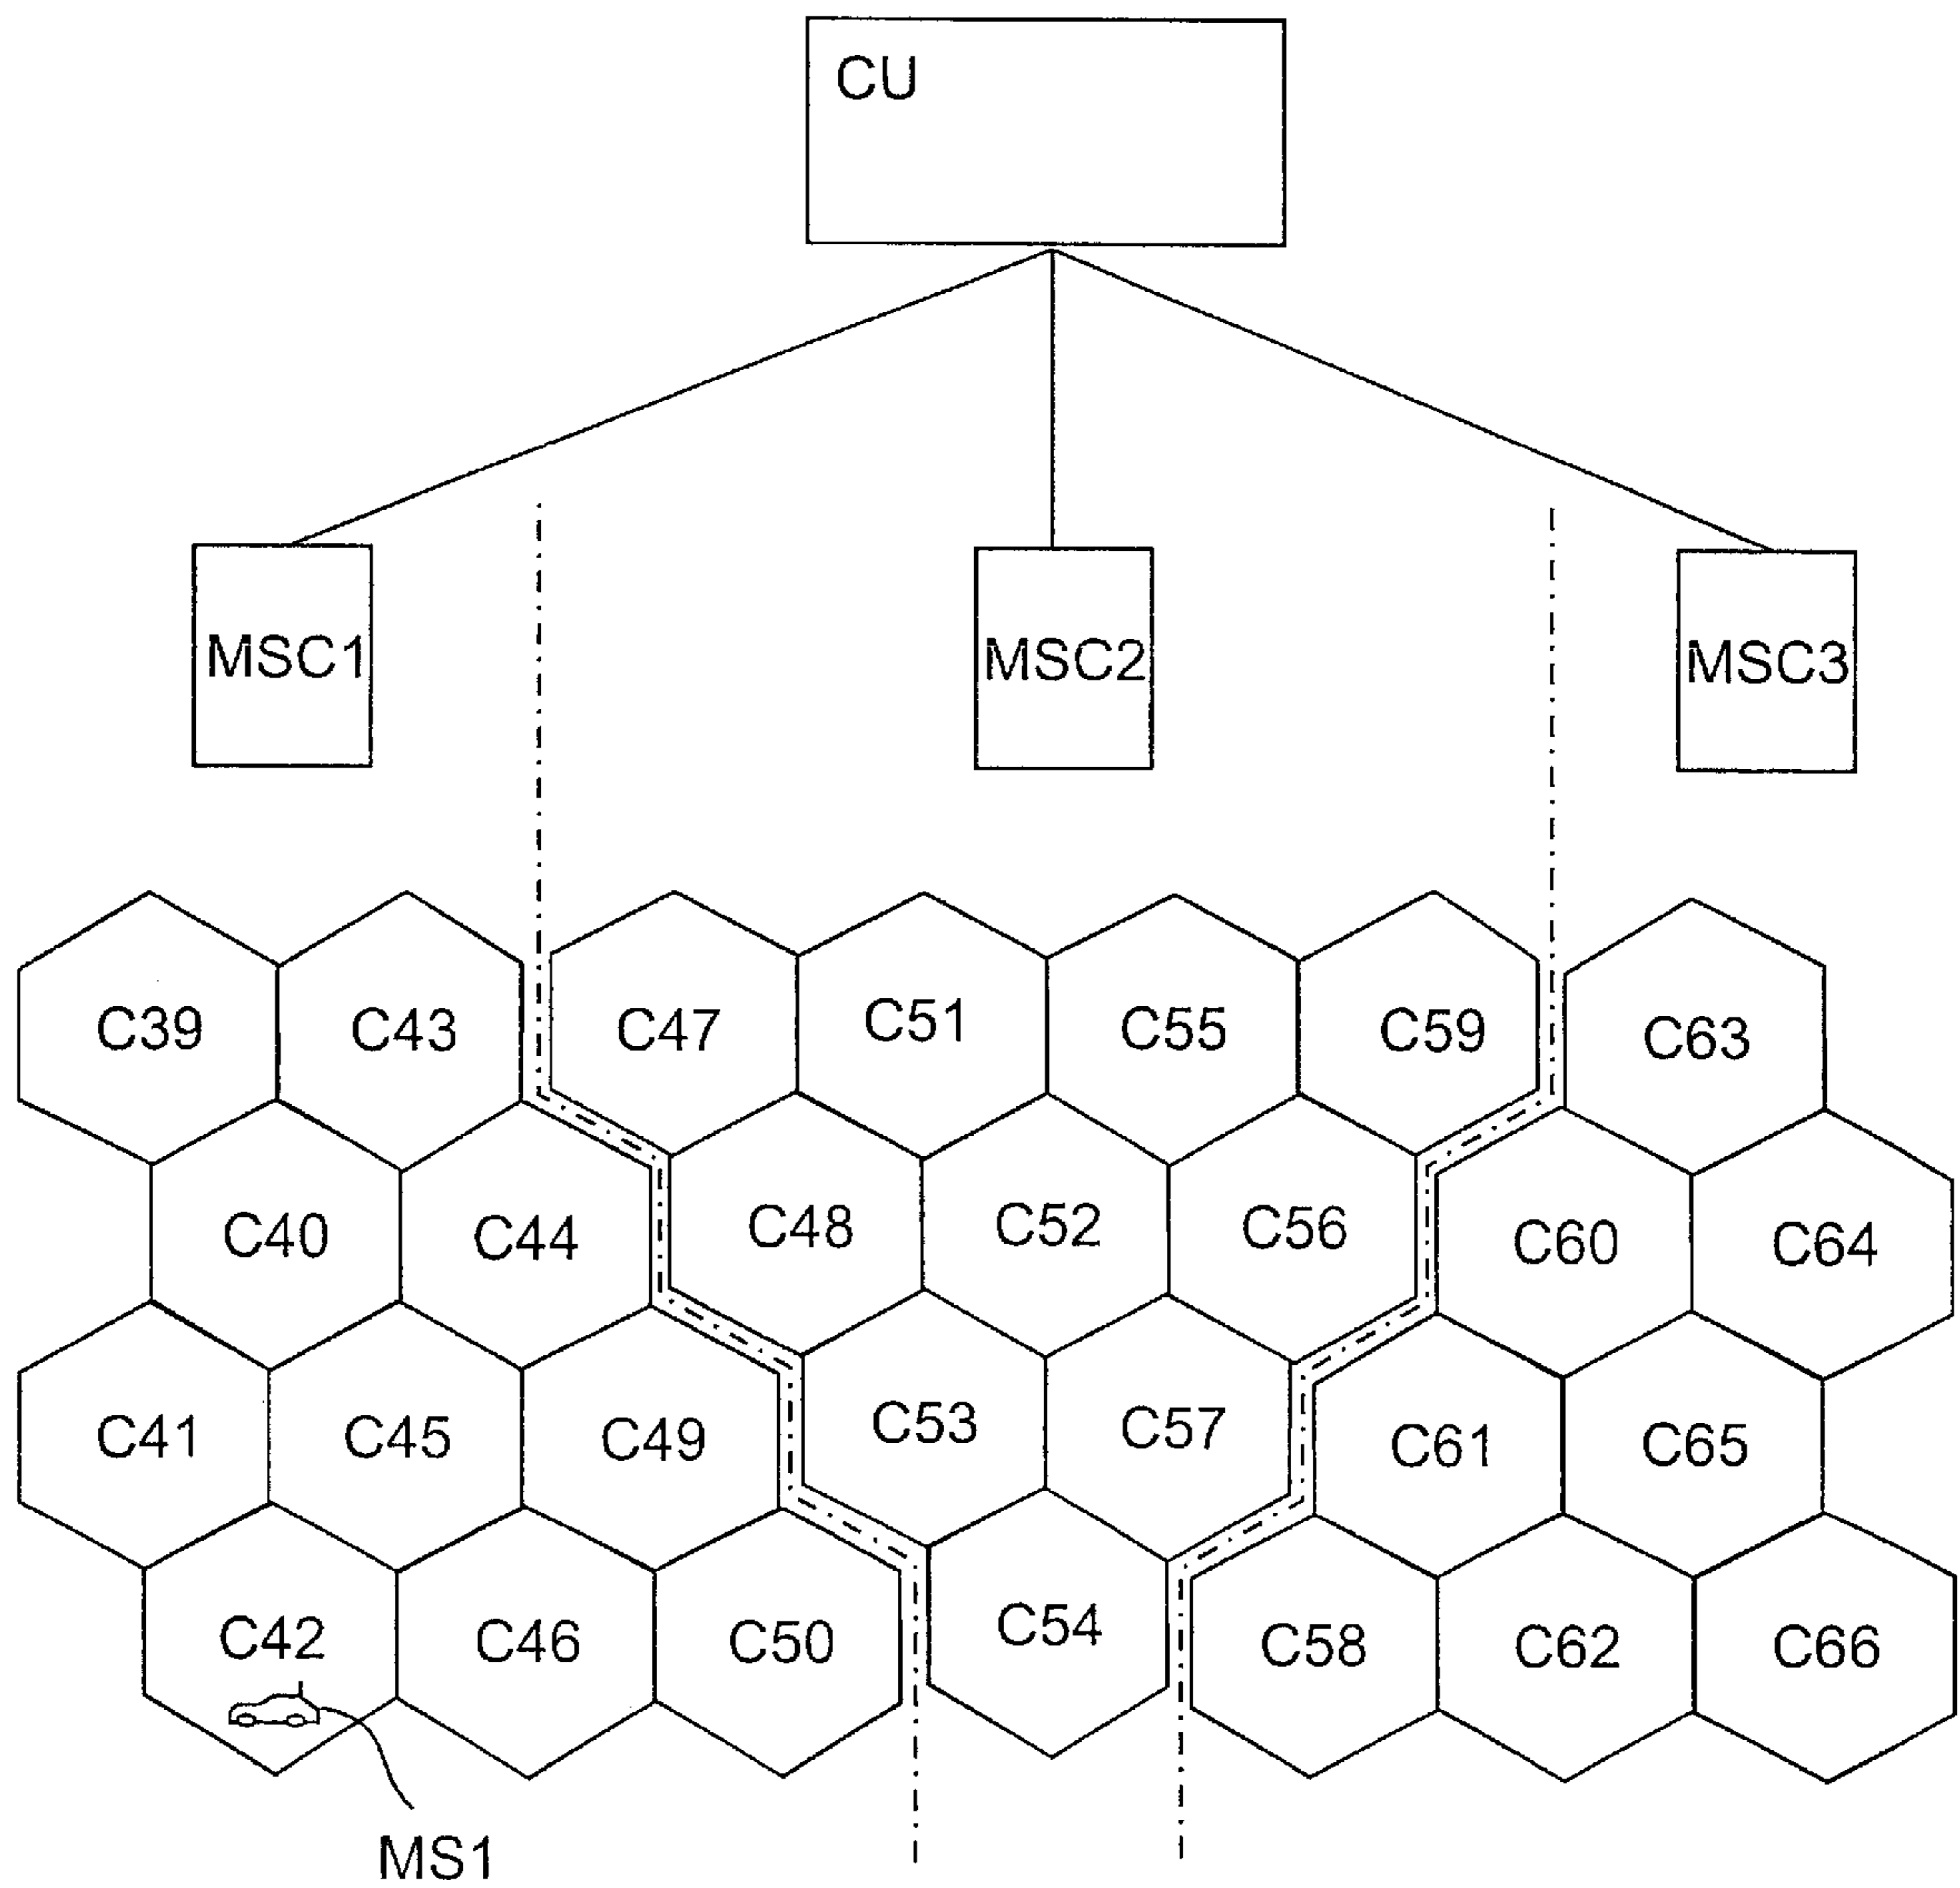 CU
MSC1 MSC2 MSC3
C39 C43 C47 C51 C55 C59 C63
C40 C44 C48 C52 C56 C60 C64
C41 C45 C49 C53 C57 C61 C65
C42 C46 C50 C54 C58 C62 C66
MS1